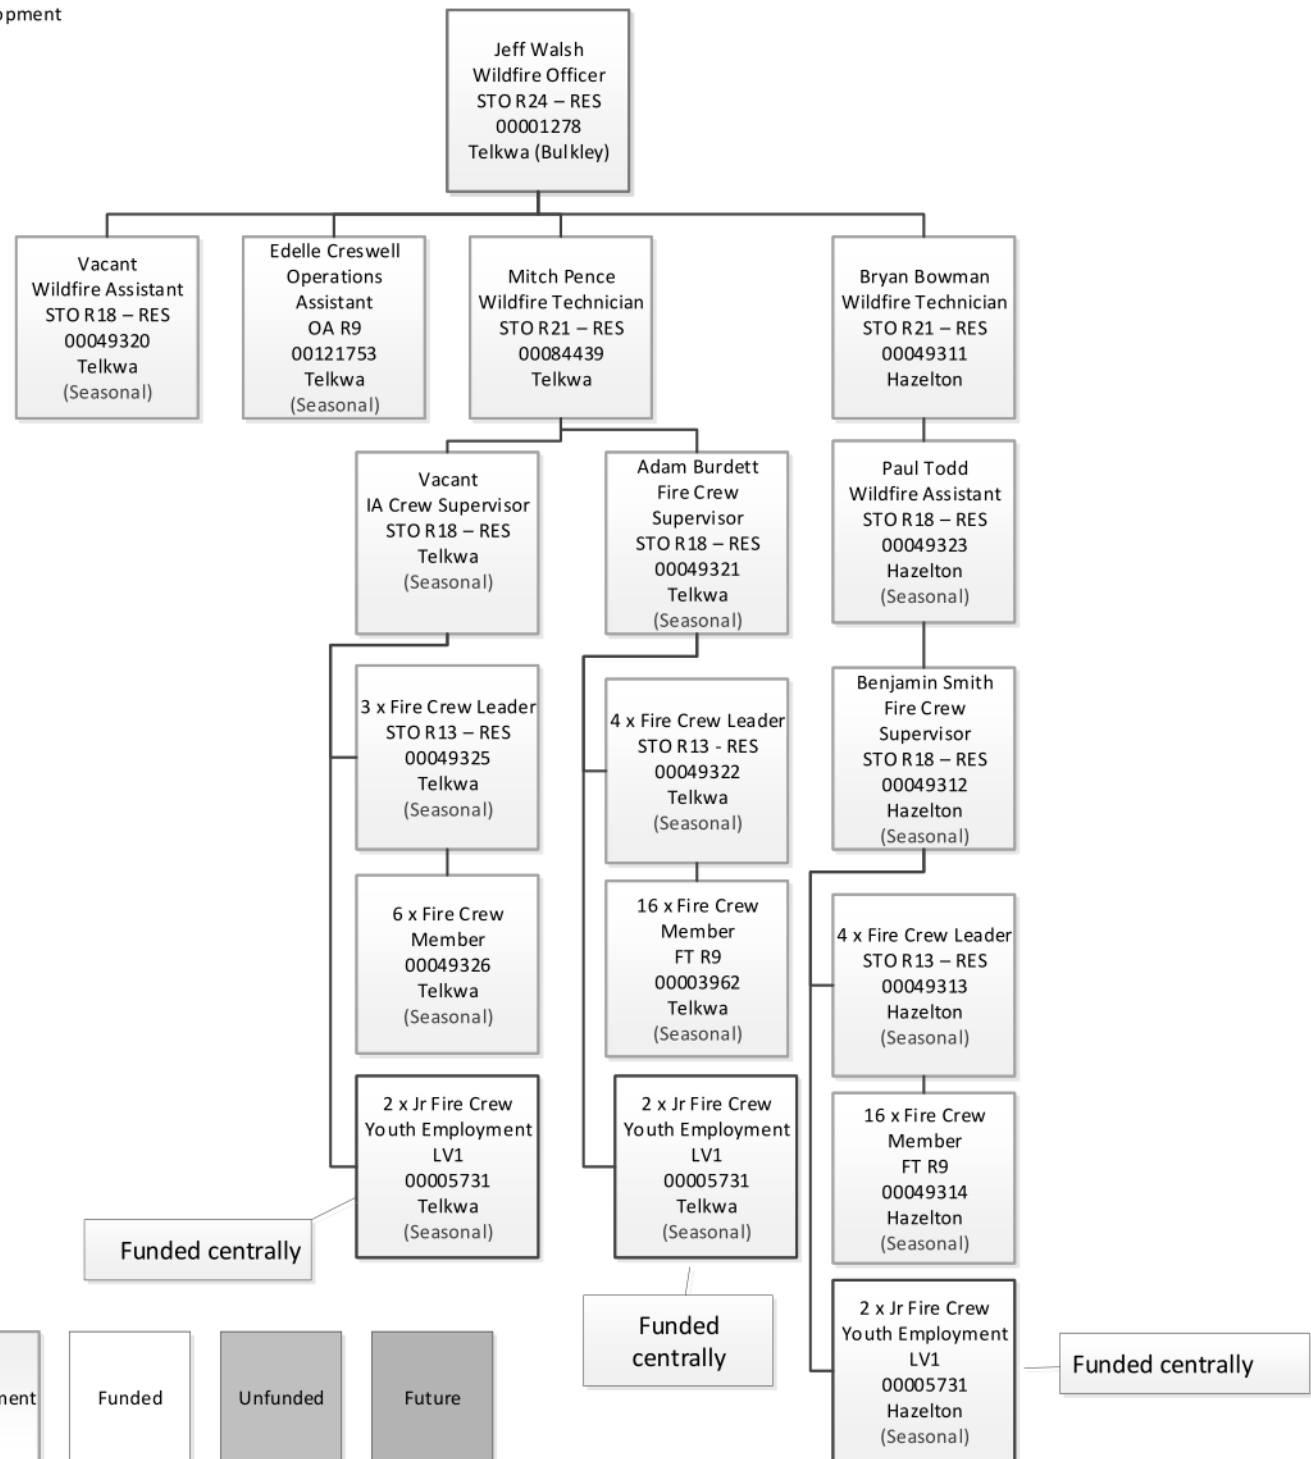 opment
Jeff Walsh
Wildfire Officer
STO R24 – RES
00001278
Telkwa (Bulkley)
Vacant
Wildfire Assistant
STO R18 – RES
00049320
Telkwa
(Seasonal)
Edelle Creswell
Operations
Assistant
OA R9
00121753
Telkwa
(Seasonal)
Mitch Pence
Wildfire Technician
STO R21 – RES
00084439
Telkwa
Bryan Bowman
Wildfire Technician
STO R21 – RES
00049311
Hazelton
Vacant
IA Crew Supervisor
STO R18 – RES
Telkwa
(Seasonal)
Adam Burdett
Fire Crew
Supervisor
STO R18 – RES
00049321
Telkwa
(Seasonal)
Paul Todd
Wildfire Assistant
STO R18 – RES
00049323
Hazelton
(Seasonal)
3 x Fire Crew Leader
STO R13 – RES
00049325
Telkwa
(Seasonal)
4 x Fire Crew Leader
STO R13 - RES
00049322
Telkwa
(Seasonal)
Benjamin Smith
Fire Crew
Supervisor
STO R18 – RES
00049312
Hazelton
(Seasonal)
6 x Fire Crew
Member
00049326
Telkwa
(Seasonal)
16 x Fire Crew
Member
FT R9
00003962
Telkwa
(Seasonal)
4 x Fire Crew Leader
STO R13 – RES
00049313
Hazelton
(Seasonal)
2 x Jr Fire Crew
Youth Employment
LV1
00005731
Telkwa
(Seasonal)
2 x Jr Fire Crew
Youth Employment
LV1
00005731
Telkwa
(Seasonal)
16 x Fire Crew
Member
FT R9
00049314
Hazelton
(Seasonal)
Funded centrally
Funded
centrally
2 x Jr Fire Crew
Youth Employment
LV1
00005731
Hazelton
(Seasonal)
Funded centrally
ment
Funded
Unfunded
Future